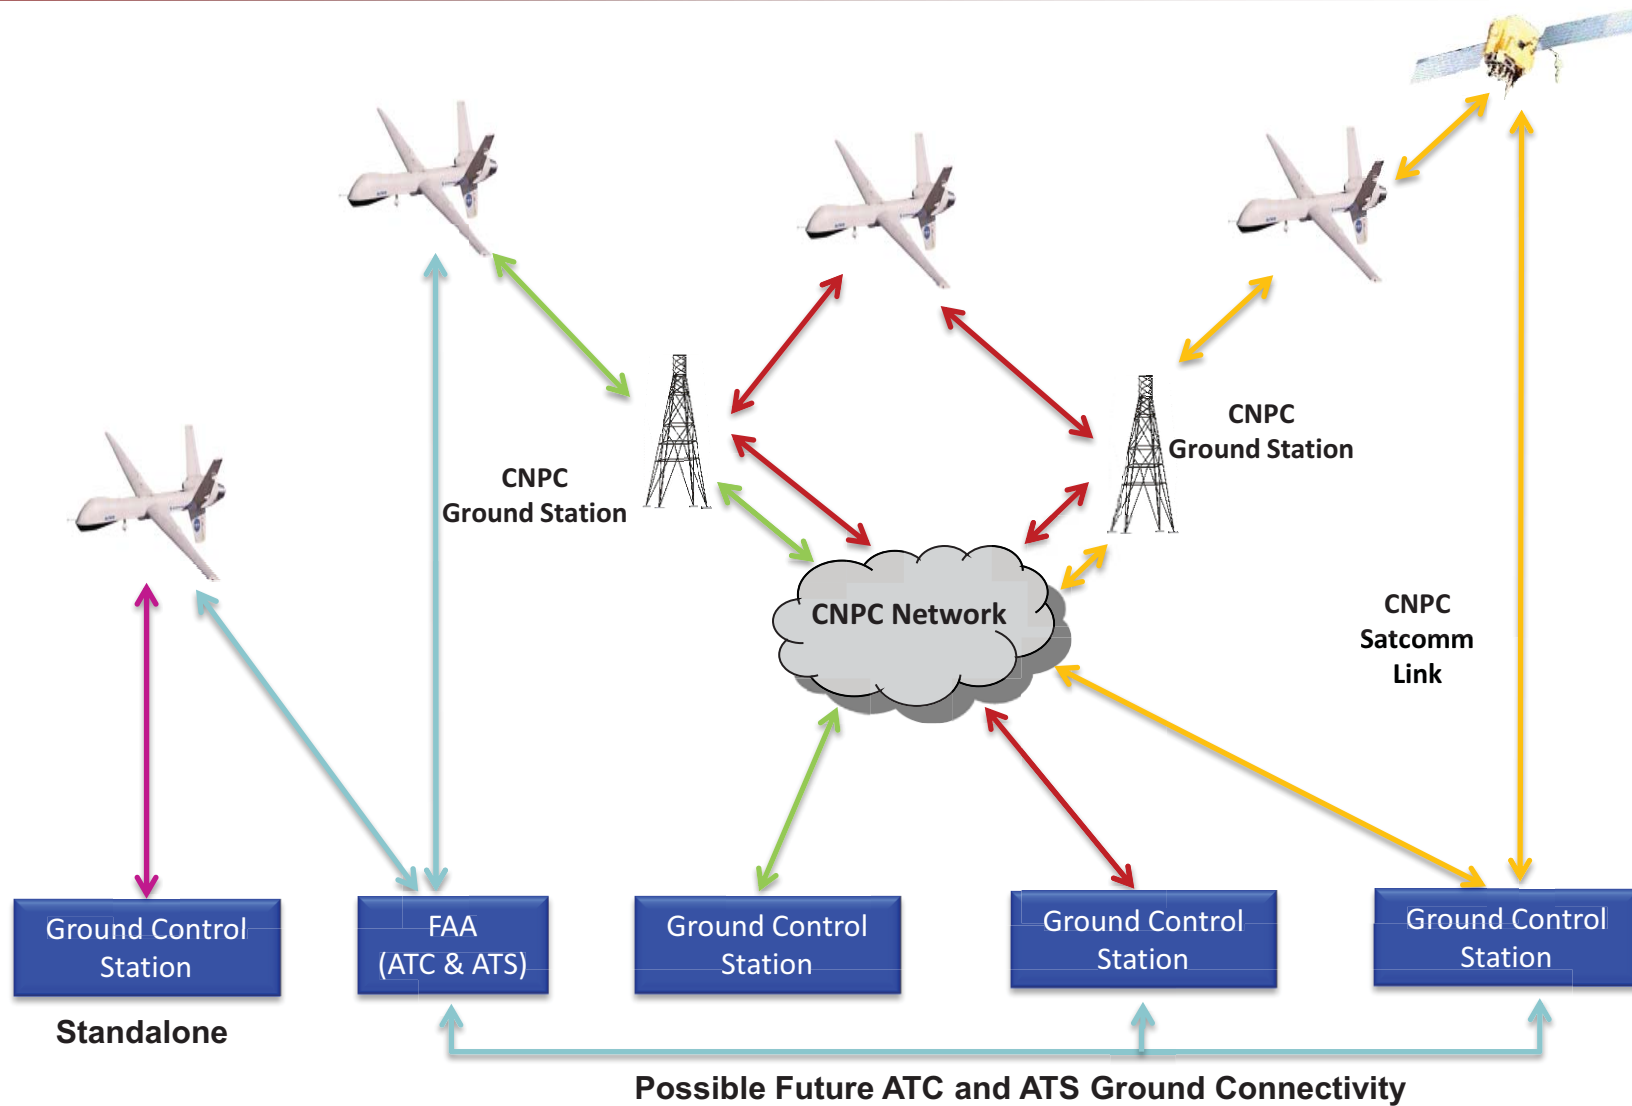 CNPC
Ground Station
CNPC
Ground Station
CNPC Network
CNPC
Satcomm
Link
Ground Control
Station
FAA
(ATC & ATS)
Ground Control
Station
Ground Control
Station
Ground Control
Station
Standalone
Possible Future ATC and ATS Ground Connectivity